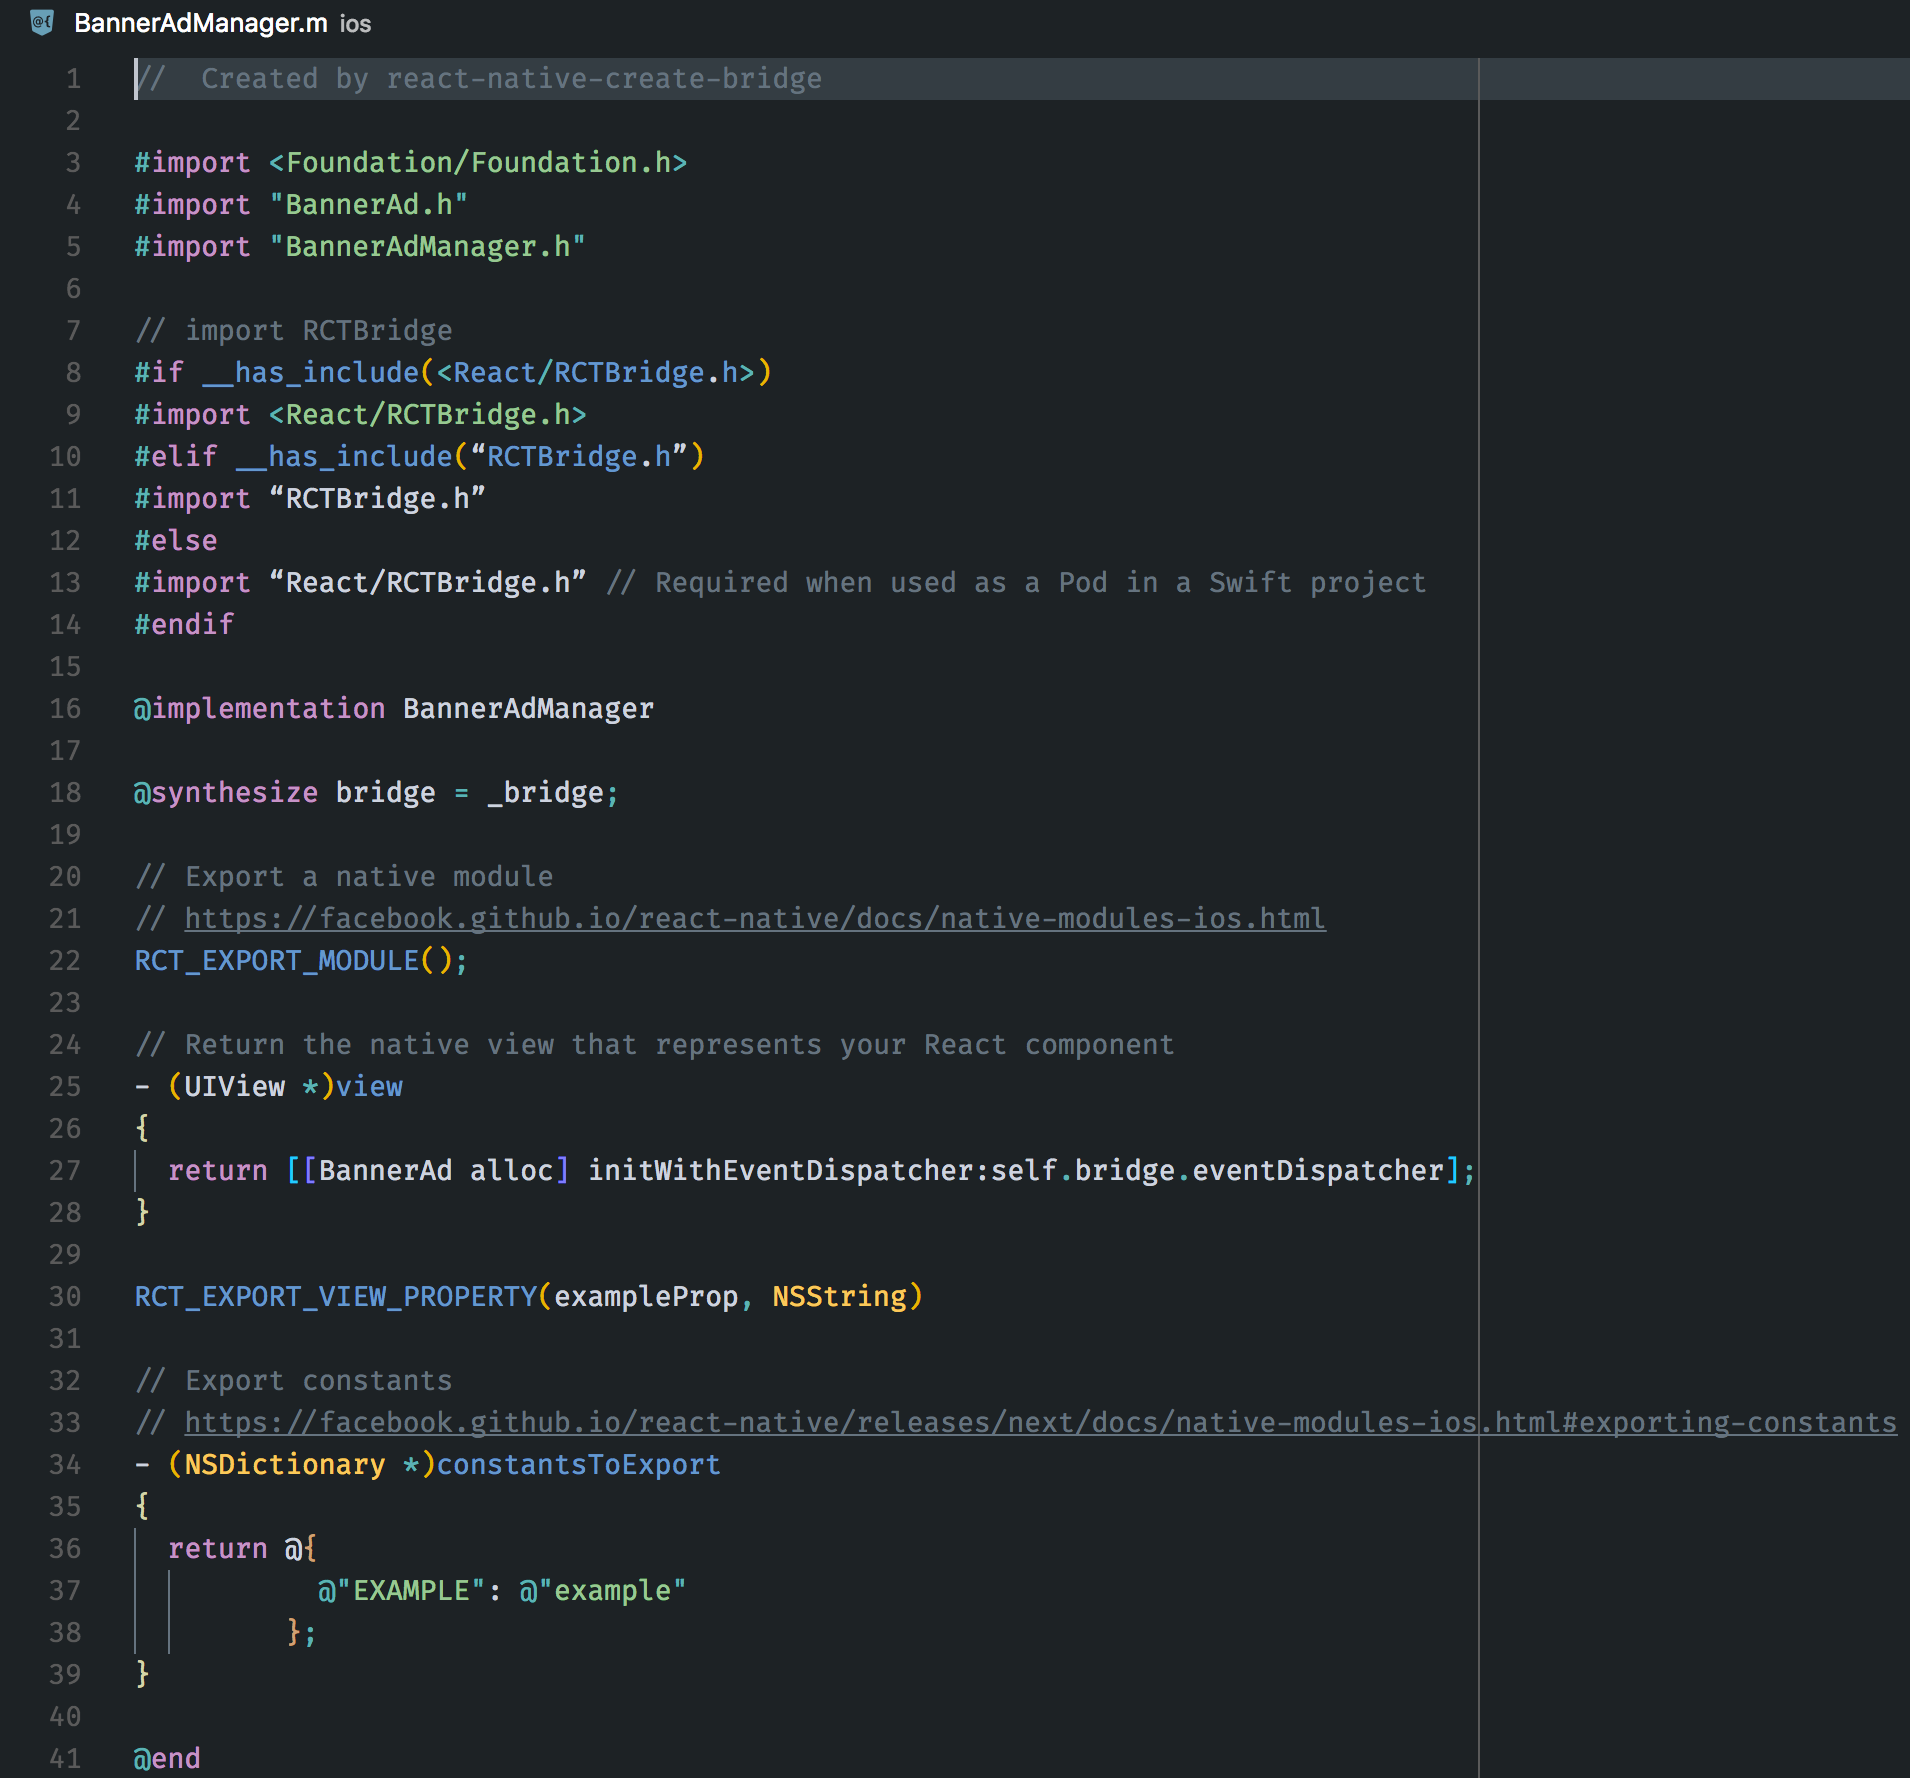 BannerAdManager.m ios
1 //  Created by react-native-create-bridge
2
3 #import <Foundation/Foundation.h>
4 #import "BannerAd.h"
5 #import "BannerAdManager.h"
6
7 // import RCTBridge
8 #if __has_include(<React/RCTBridge.h>)
9 #import <React/RCTBridge.h>
10 #elif __has_include(“RCTBridge.h”)
11 #import “RCTBridge.h”
12 #else
13 #import “React/RCTBridge.h” // Required when used as a Pod in a Swift project
14 #endif
15
16 @implementation BannerAdManager
17
18 @synthesize bridge = _bridge;
19
20 // Export a native module
21 // https://facebook.github.io/react-native/docs/native-modules-ios.html
22 RCT_EXPORT_MODULE();
23
24 // Return the native view that represents your React component
25 - (UIView *)view
26 {
27   return [[BannerAd alloc] initWithEventDispatcher:self.bridge.eventDispatcher];
28 }
29
30 RCT_EXPORT_VIEW_PROPERTY(exampleProp, NSString)
31
32 // Export constants
33 // https://facebook.github.io/react-native/releases/next/docs/native-modules-ios.html#exporting-constants
34 - (NSDictionary *)constantsToExport
35 {
36   return @{
37            @"EXAMPLE": @"example"
38          };
39 }
40
41 @end